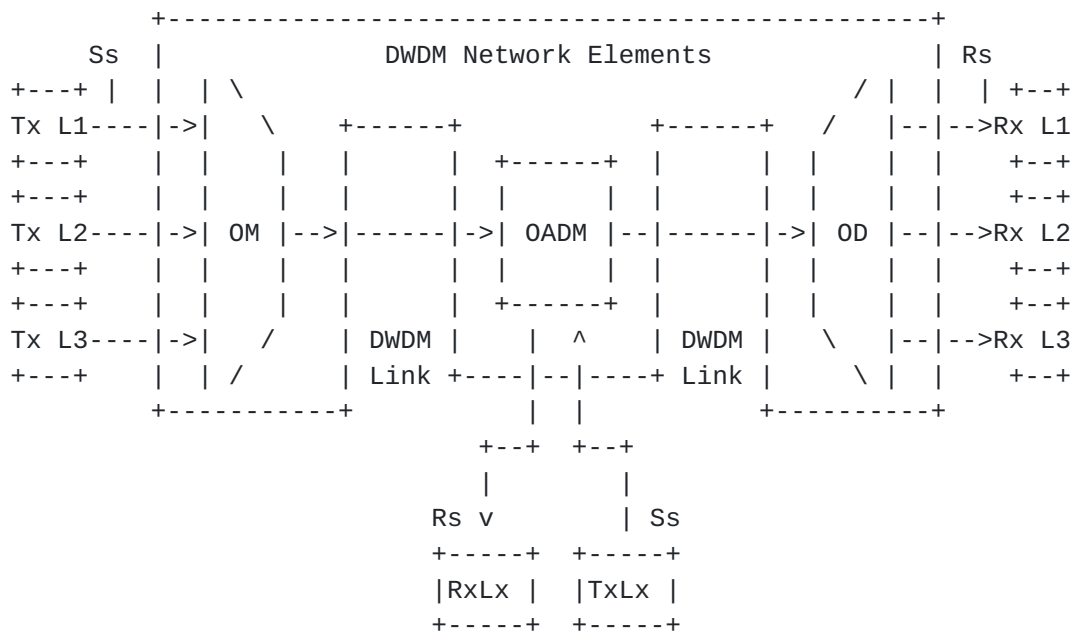 +--------------------------------------------------+
Ss | DWDM Network Elements | Rs
+---+ | | | \ / | | | +--+
Tx L1----|->| \ +------+ +------+ / |--|-->Rx L1
+---+ | | | | | +------+ | | | | | +--+
+---+ | | | | | | | | | | | | +--+
Tx L2----|->| OM |-->|------|->| OADM |--|------|->| OD |--|-->Rx L2
+---+ | | | | | | | | | | | | +--+
+---+ | | | | | +------+ | | | | | +--+
Tx L3----|->| / | DWDM | | ^ | DWDM | \ |--|-->Rx L3
+---+ | | / | Link +----|--|----+ Link | \ | | +--+
+-----------+ | | +----------+
+--+ +--+
| |
Rs v | Ss
+-----+ +-----+
|RxLx | |TxLx |
+-----+ +-----+